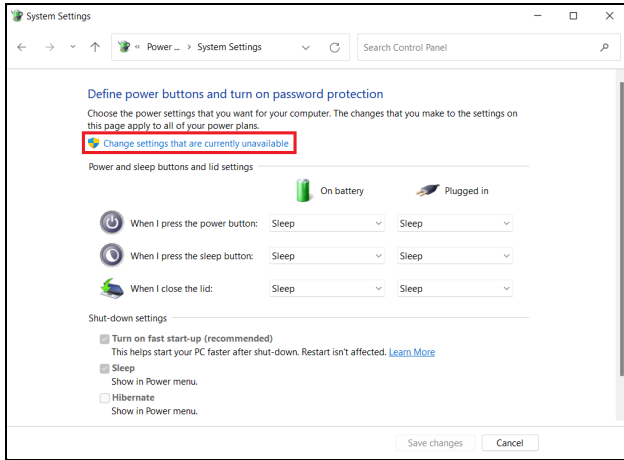 System Settings
« Power ... › System Settings
Search Control Panel
Define power buttons and turn on password protection
Choose the power settings that you want for your computer. The changes that you make to the settings on
this page apply to all of your power plans.
Change settings that are currently unavailable
Power and sleep buttons and lid settings
On battery Plugged in
When I press the power button: Sleep Sleep
When I press the sleep button: Sleep Sleep
When I close the lid: Sleep Sleep
Shut-down settings
Turn on fast start-up (recommended)
This helps start your PC faster after shut-down. Restart isn't affected. Learn More
Sleep
Show in Power menu.
Hibernate
Show in Power menu.
Save changes Cancel